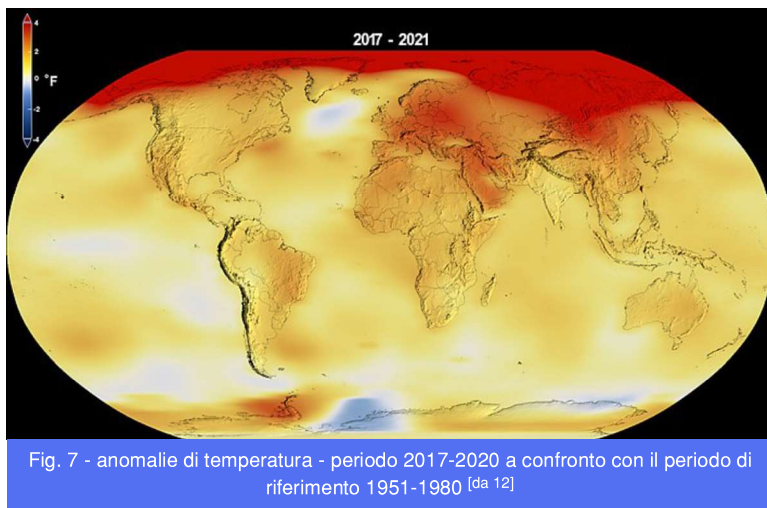 2017 - 2021
4
2
0 °F
-2
-4
Fig. 7 - anomalie di temperatura - periodo 2017-2020 a confronto con il periodo di
riferimento 1951-1980 [da 12]